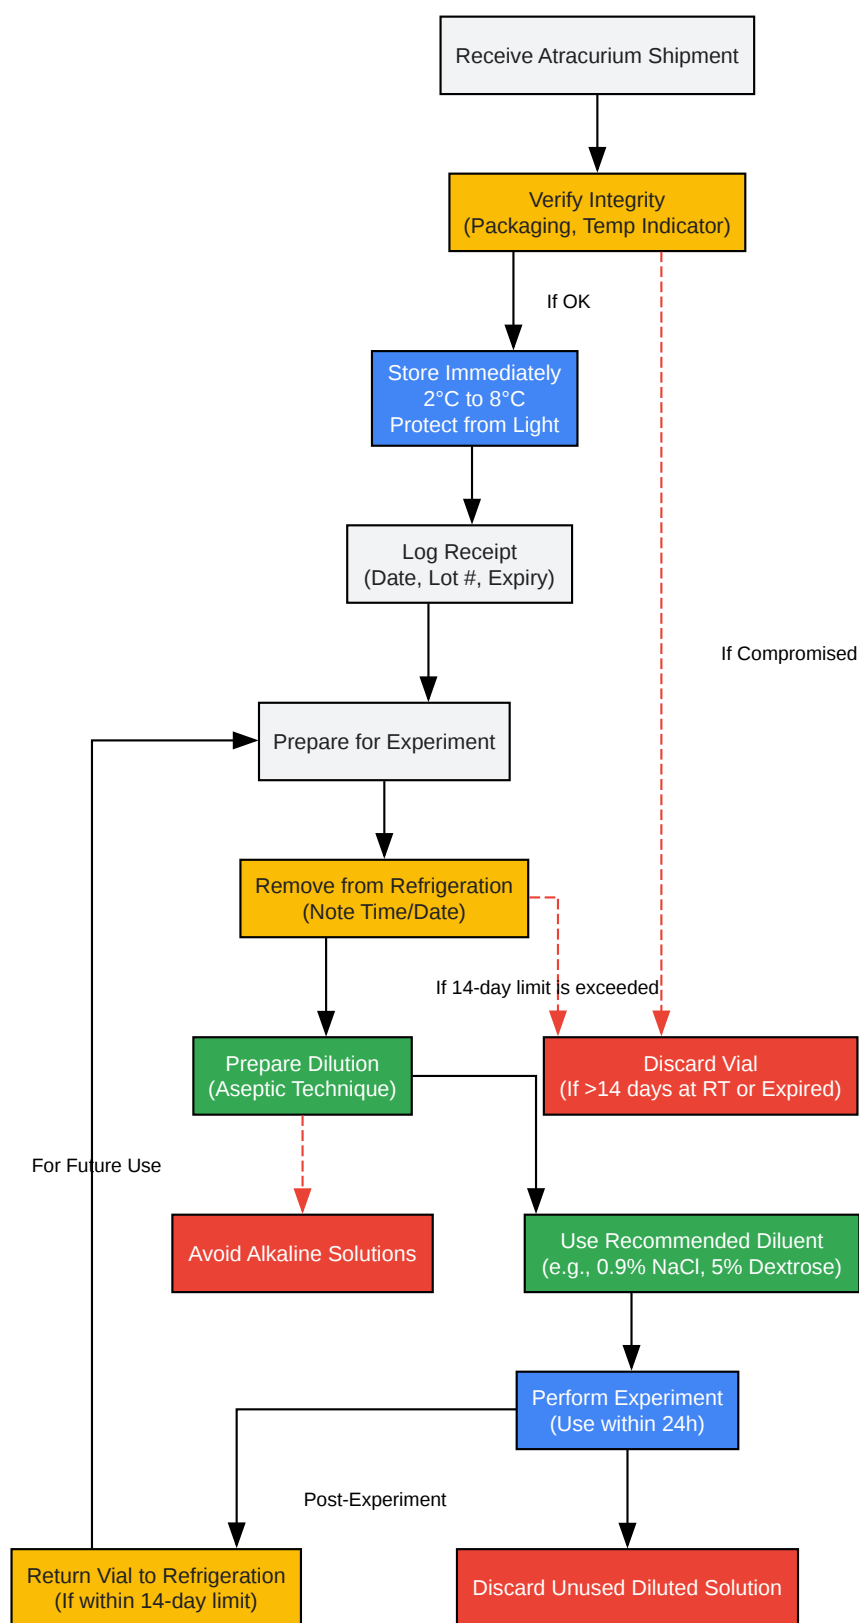 Receive Atracurium Shipment
Verify Integrity
(Packaging, Temp Indicator)
If OK
Store Immediately
2°C to 8°C
Protect from Light
Log Receipt
(Date, Lot #, Expiry)
If Compromised
Prepare for Experiment
Remove from Refrigeration
(Note Time/Date)
If 14-day limit is exceeded
Prepare Dilution
(Aseptic Technique)
Discard Vial
(If >14 days at RT or Expired)
For Future Use
Avoid Alkaline Solutions
Use Recommended Diluent
(e.g., 0.9% NaCl, 5% Dextrose)
Perform Experiment
(Use within 24h)
Post-Experiment
Return Vial to Refrigeration
(If within 14-day limit)
Discard Unused Diluted Solution